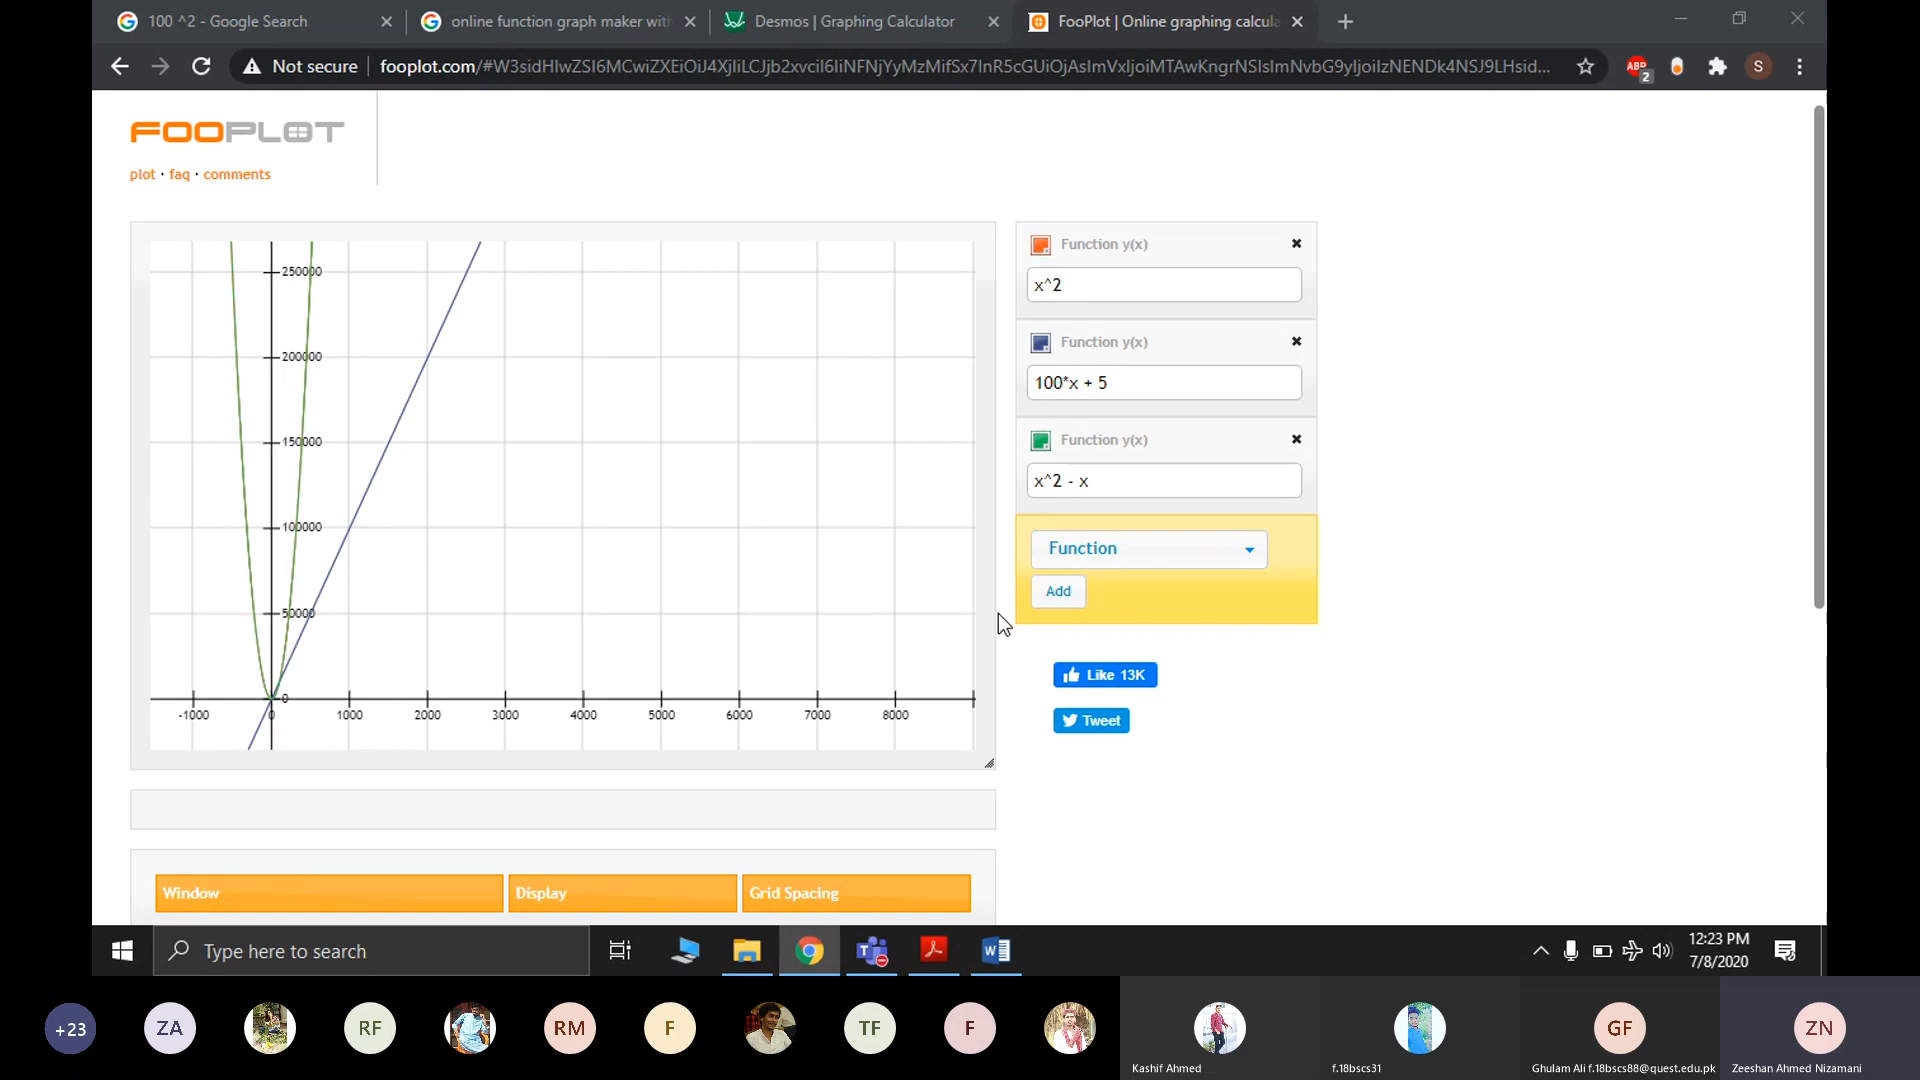 100 ^2 - Google Search
online function graph maker with
Desmos | Graphing Calculator
FooPlot | Online graphing calcula
Not secure
fooplot.com/#W3sidHlwZSI6MCwiZXEiOiJ4XjIiLCJjb2xvciI6IiNFNjYyMzMifSx7InR5cGUiOjAsImVxIjoiMTAwKngrNSIsImNvbG9yIjoiIzNENDk4NSJ9LHsid...
ABP
2
S
FOOPLOT
plot · faq · comments
Function y(x)
x^2
Function y(x)
100*x + 5
Function y(x)
x^2 - x
Function
Add
250000
200000
150000
100000
50000
0
-1000
0
1000
2000
3000
4000
5000
6000
7000
8000
Like 13K
Tweet
Window
Display
Grid Spacing
Type here to search
12:23 PM
7/8/2020
+23
ZA
RF
RM
F
TF
F
GF
ZN
Kashif Ahmed
f.18bscs31
Ghulam Ali f.18bscs88@quest.edu.pk
Zeeshan Ahmed Nizamani